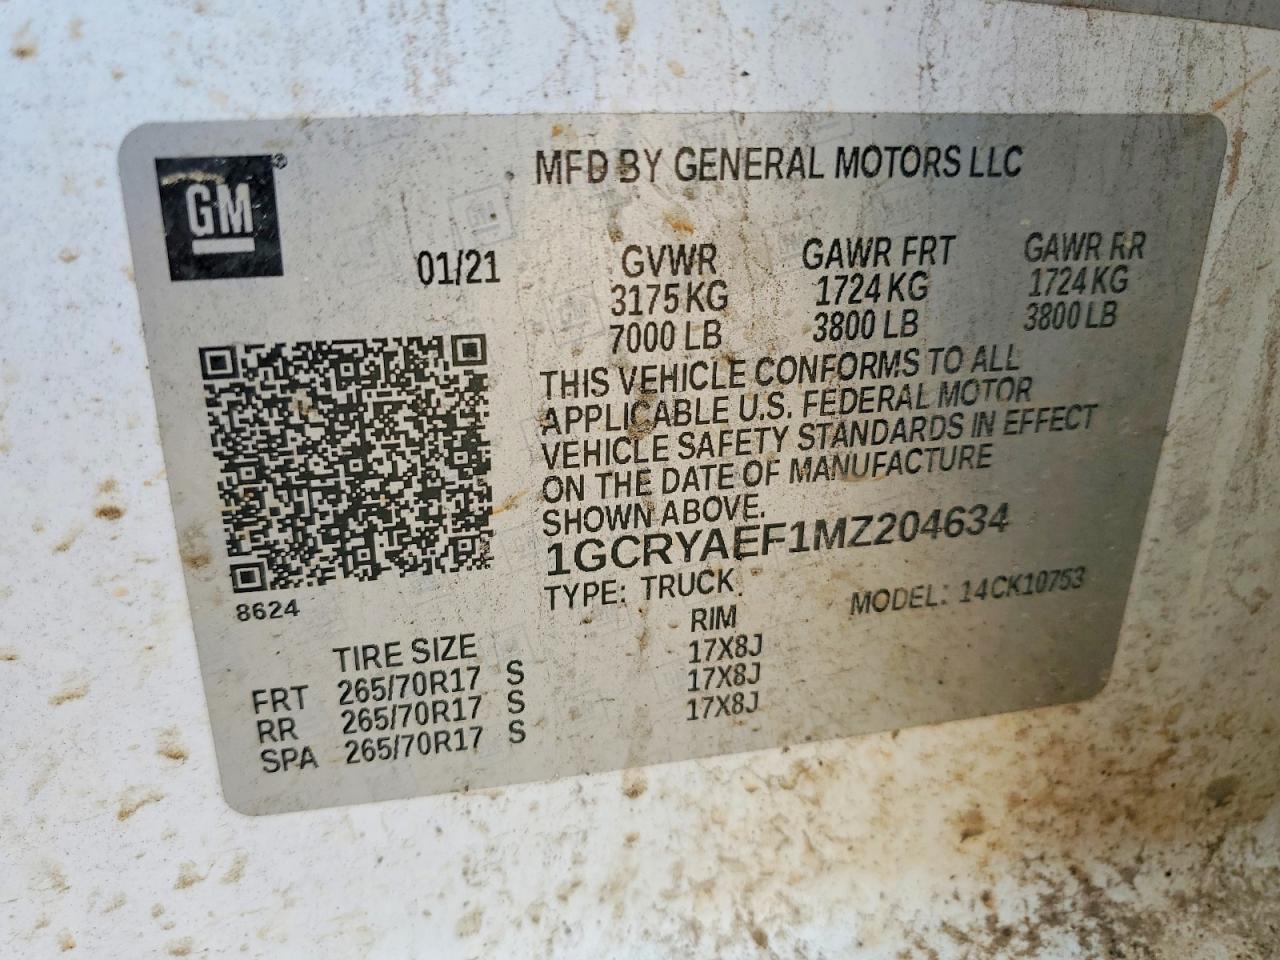 GM®
MFD BY GENERAL MOTORS LLC
01/21 GVWR GAWR FRT GAWR RR
3175 KG 1724 KG 1724 KG
7000 LB 3800 LB 3800 LB
THIS VEHICLE CONFORMS TO ALL
APPLICABLE U.S. FEDERAL MOTOR
VEHICLE SAFETY STANDARDS IN EFFECT
ON THE DATE OF MANUFACTURE
SHOWN ABOVE.
1GCRYAEF1MZ204634
TYPE: TRUCK MODEL: 14CK10753
8624
TIRE SIZE RIM
FRT 265/70R17 S 17X8J
RR 265/70R17 S 17X8J
SPA 265/70R17 S 17X8J